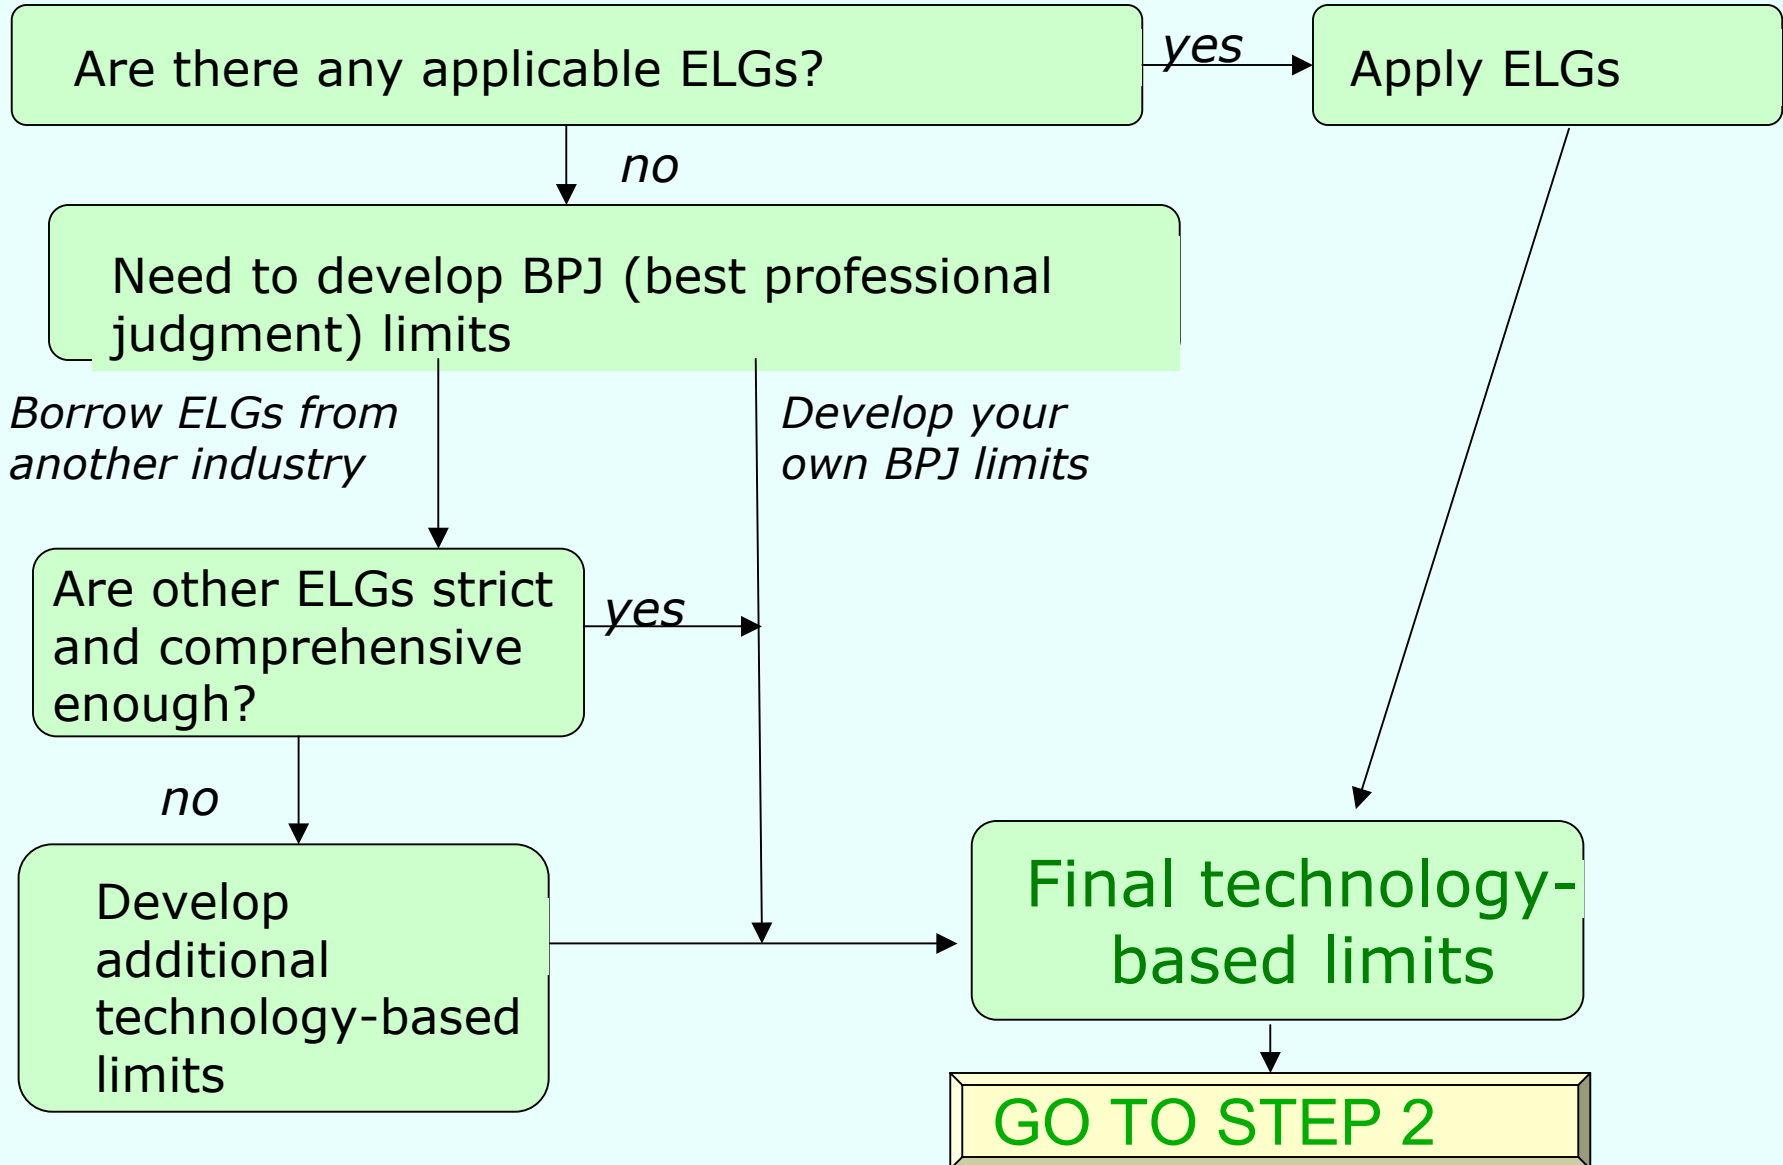 Are there any applicable ELGs?
yes
Apply ELGs
no
Need to develop BPJ (best professional
judgment) limits
Borrow ELGs from
another industry
Develop your
own BPJ limits
Are other ELGs strict
and comprehensive
enough?
yes
no
Develop
additional
technology-based
limits
Final technology-
based limits
GO TO STEP 2